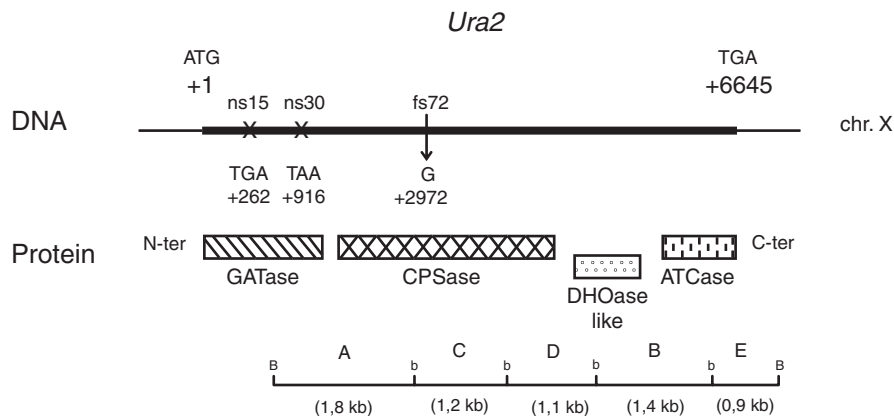 Ura2
ATG
+1
TGA
+6645
ns15 ns30 fs72
DNA
chr. X
TGA TAA G
+262 +916 +2972
Protein N-ter C-ter
GATase CPSase DHOase like ATCase
A C D B E
B b b b b B
(1,8 kb) (1,2 kb) (1,1 kb) (1,4 kb) (0,9 kb)